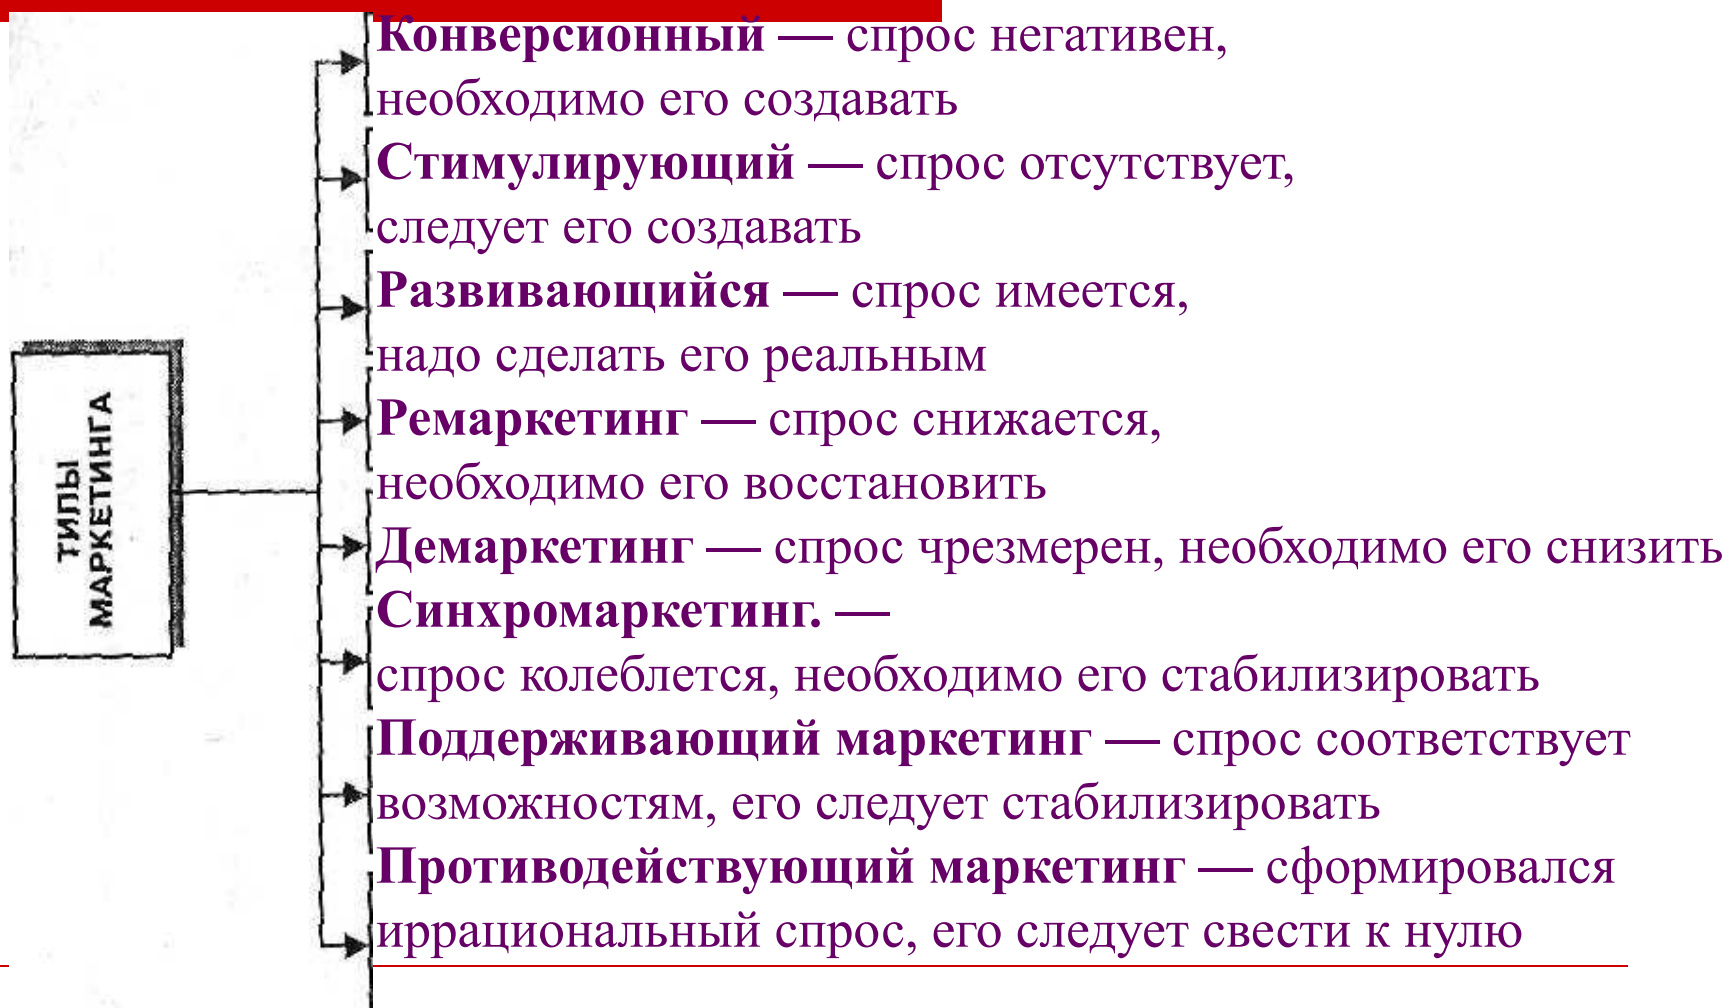 ТИПЫ
МАРКЕТИНГА
Конверсионный — спрос негативен,
необходимо его создавать
Стимулирующий — спрос отсутствует,
следует его создавать
Развивающийся — спрос имеется,
надо сделать его реальным
Ремаркетинг — спрос снижается,
необходимо его восстановить
Демаркетинг — спрос чрезмерен, необходимо его снизить
Синхромаркетинг. —
спрос колеблется, необходимо его стабилизировать
Поддерживающий маркетинг — спрос соответствует
возможностям, его следует стабилизировать
Противодействующий маркетинг — сформировался
иррациональный спрос, его следует свести к нулю